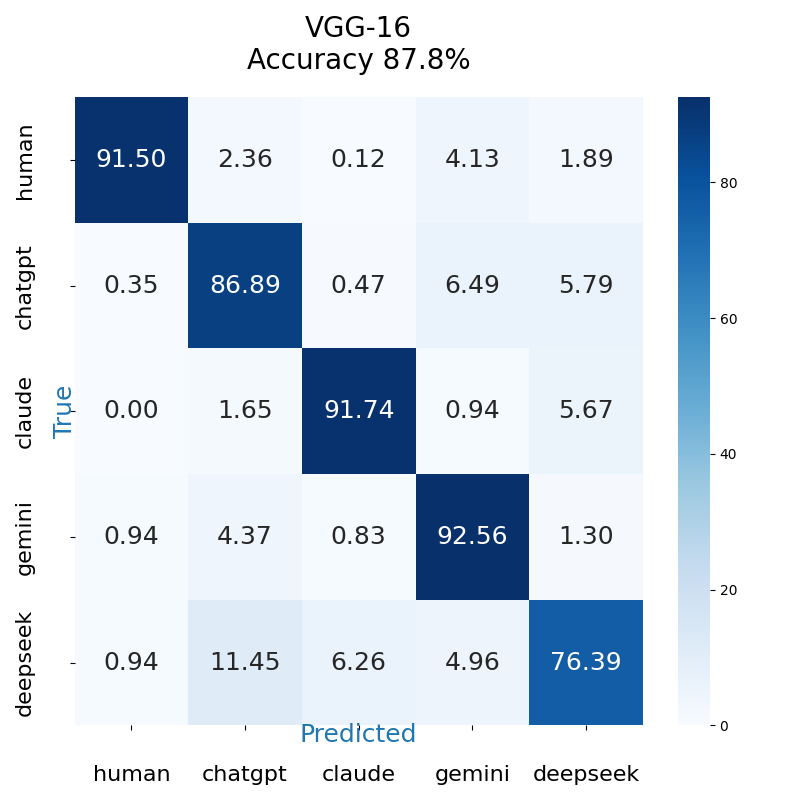 VGG-16
Accuracy 87.8%
human 91.50 2.36 0.12 4.13 1.89
chatgpt 0.35 86.89 0.47 6.49 5.79
claude 0.00 1.65 91.74 0.94 5.67
gemini 0.94 4.37 0.83 92.56 1.30
deepseek 0.94 11.45 6.26 4.96 76.39
True
Predicted
human chatgpt claude gemini deepseek
80
60
40
20
0